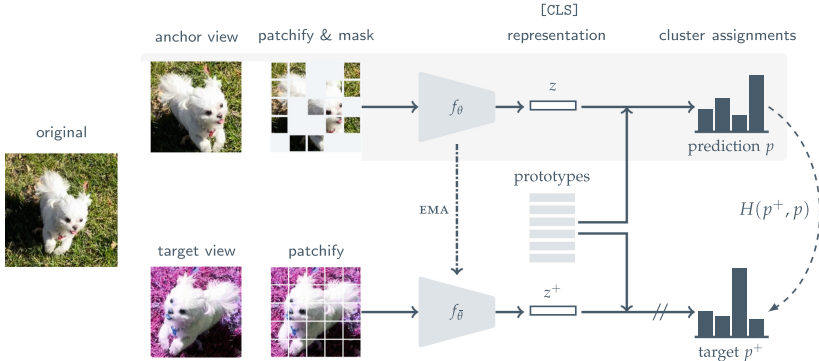 [CLS]
anchor view
patchify & mask
representation
cluster assignments
original
f_θ
z
prediction p
prototypes
EMA
H(p⁺, p)
target view
patchify
f_θ̄
z⁺
//
target p⁺